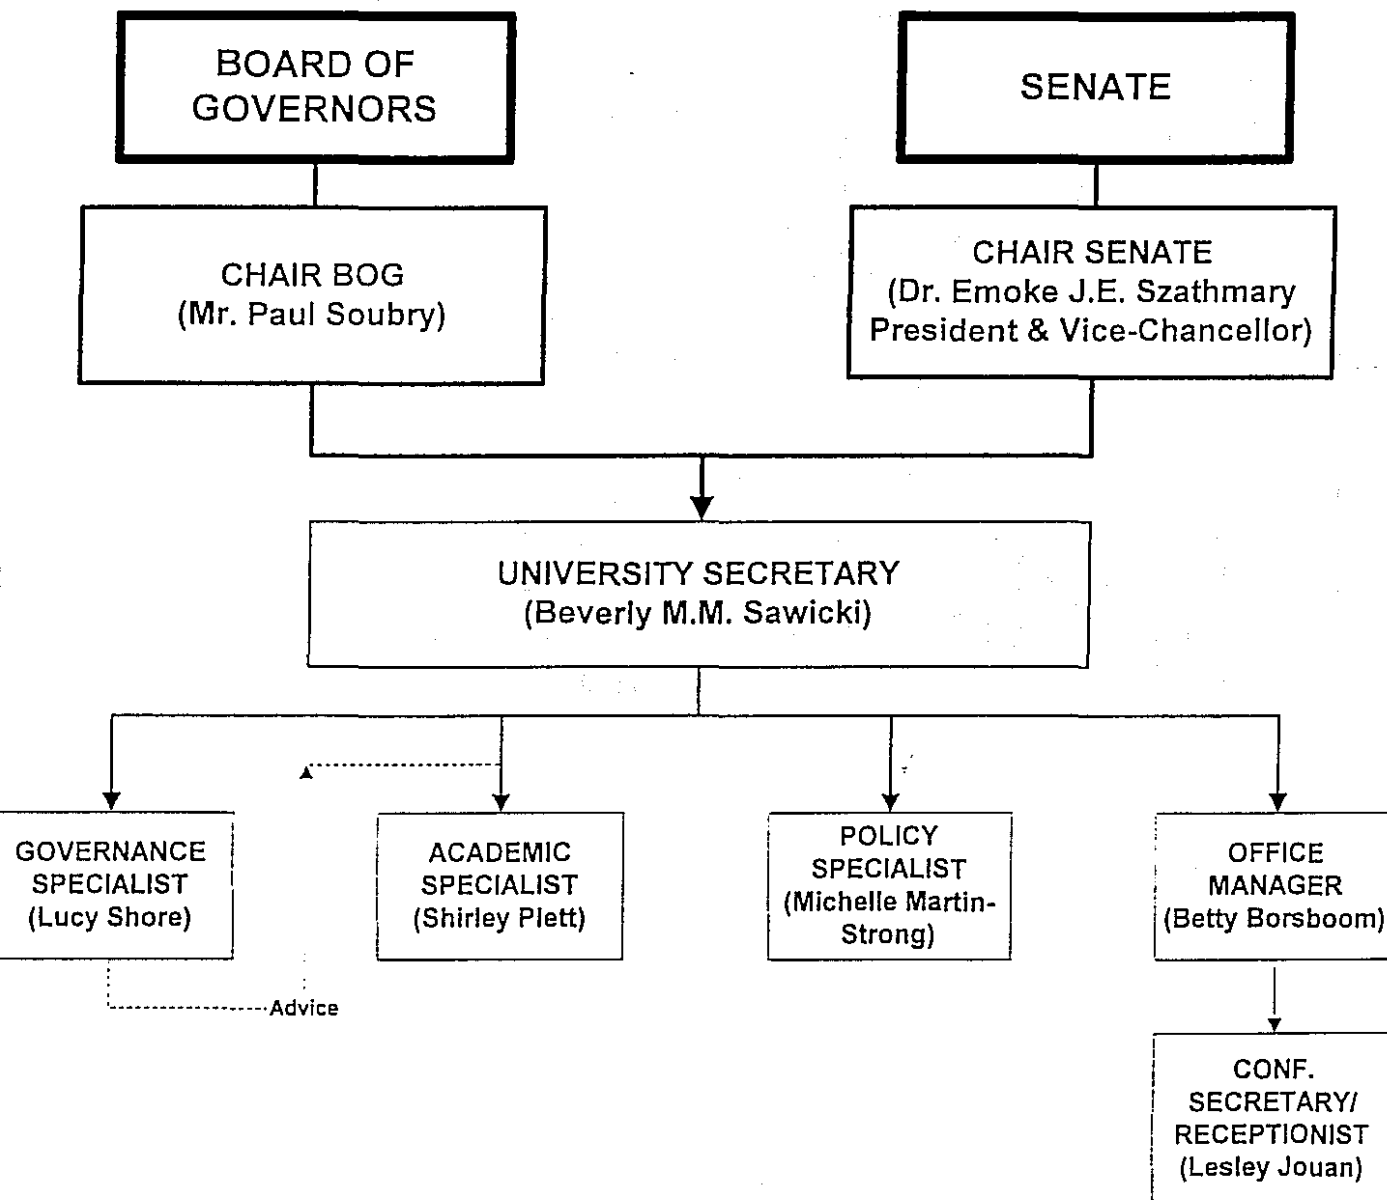 BOARD OF
GOVERNORS
SENATE
CHAIR BOG
(Mr. Paul Soubry)
CHAIR SENATE
(Dr. Emoke J.E. Szathmary
President & Vice-Chancellor)
UNIVERSITY SECRETARY
(Beverly M.M. Sawicki)
GOVERNANCE
SPECIALIST
(Lucy Shore)
ACADEMIC
SPECIALIST
(Shirley Plett)
POLICY
SPECIALIST
(Michelle Martin-
Strong)
OFFICE
MANAGER
(Betty Borsboom)
Advice
CONF.
SECRETARY/
RECEPTIONIST
(Lesley Jouan)